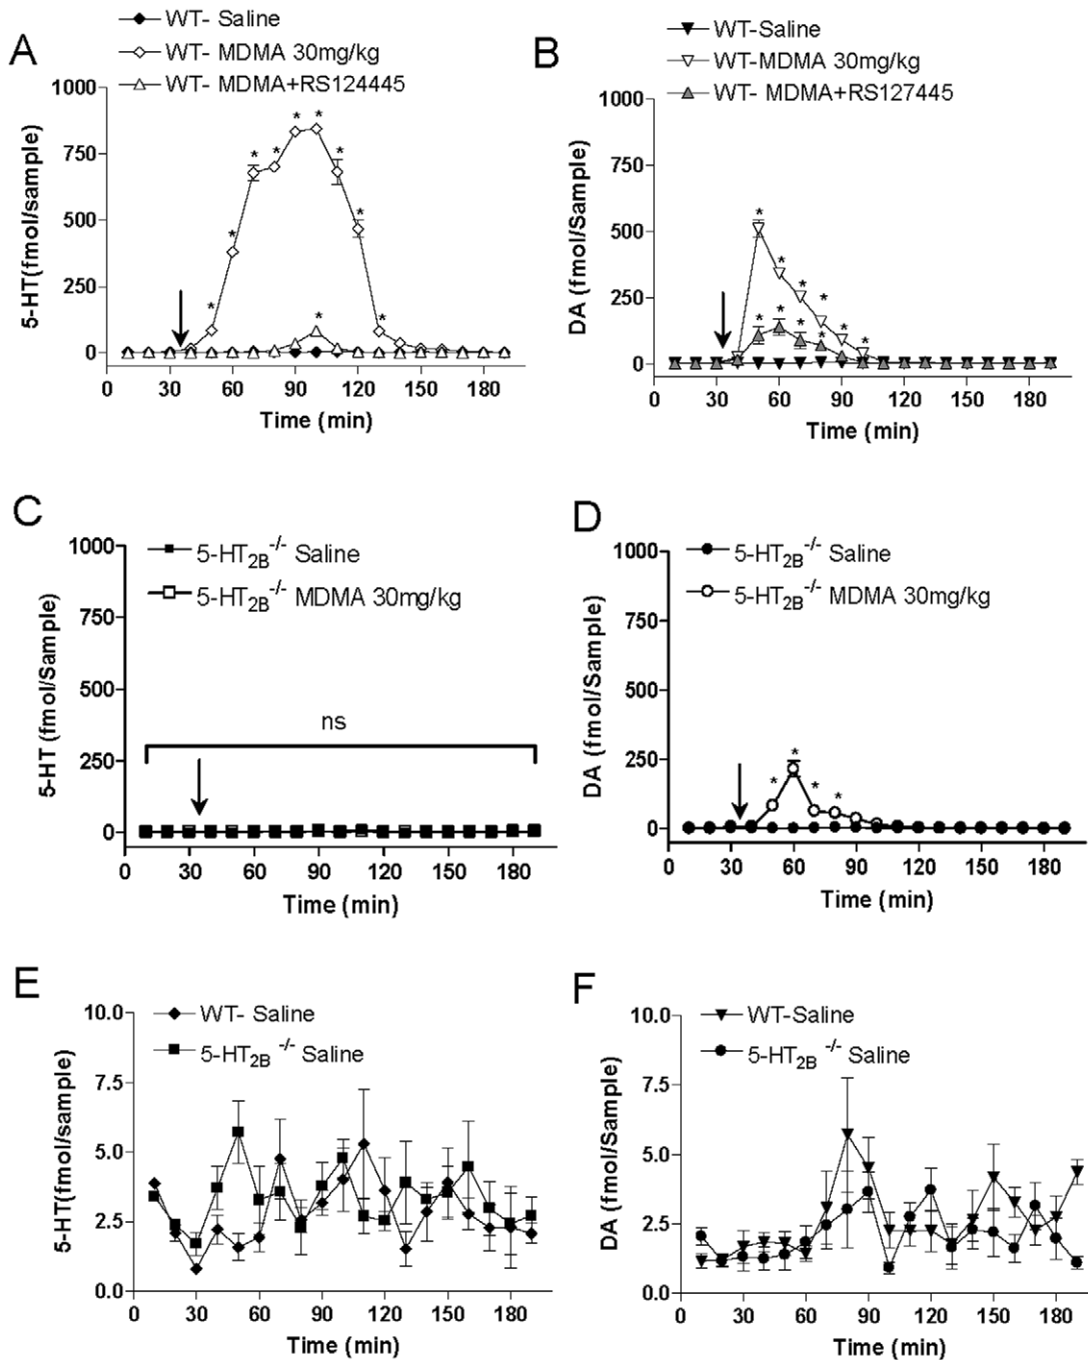 A
WT- Saline
WT- MDMA 30mg/kg
WT- MDMA+RS124445
1000
750
500
250
0
5-HT(fmol/sample)
* * * * * * * * *
0 30 60 90 120 150 180
Time (min)
*
B
WT-Saline
WT-MDMA 30mg/kg
WT- MDMA+RS127445
1000
750
500
250
0
DA (fmol/Sample)
* * * * * *
* * * *
0 30 60 90 120 150 180
Time (min)
C
5-HT2B-/- Saline
5-HT2B-/- MDMA 30mg/kg
1000
750
500
250
0
5-HT (fmol/Sample)
ns
0 30 60 90 120 150 180
Time (min)
D
5-HT2B-/- Saline
5-HT2B-/- MDMA 30mg/kg
1000
750
500
250
0
DA (fmol/Sample)
* * * *
0 30 60 90 120 150 180
Time (min)
E
WT- Saline
5-HT2B -/- Saline
10.0
7.5
5.0
2.5
0.0
5-HT(fmol/sample)
0 30 60 90 120 150 180
Time (min)
F
WT-Saline
5-HT2B -/- Saline
10.0
7.5
5.0
2.5
0.0
DA (fmol/Sample)
0 30 60 90 120 150 180
Time (min)